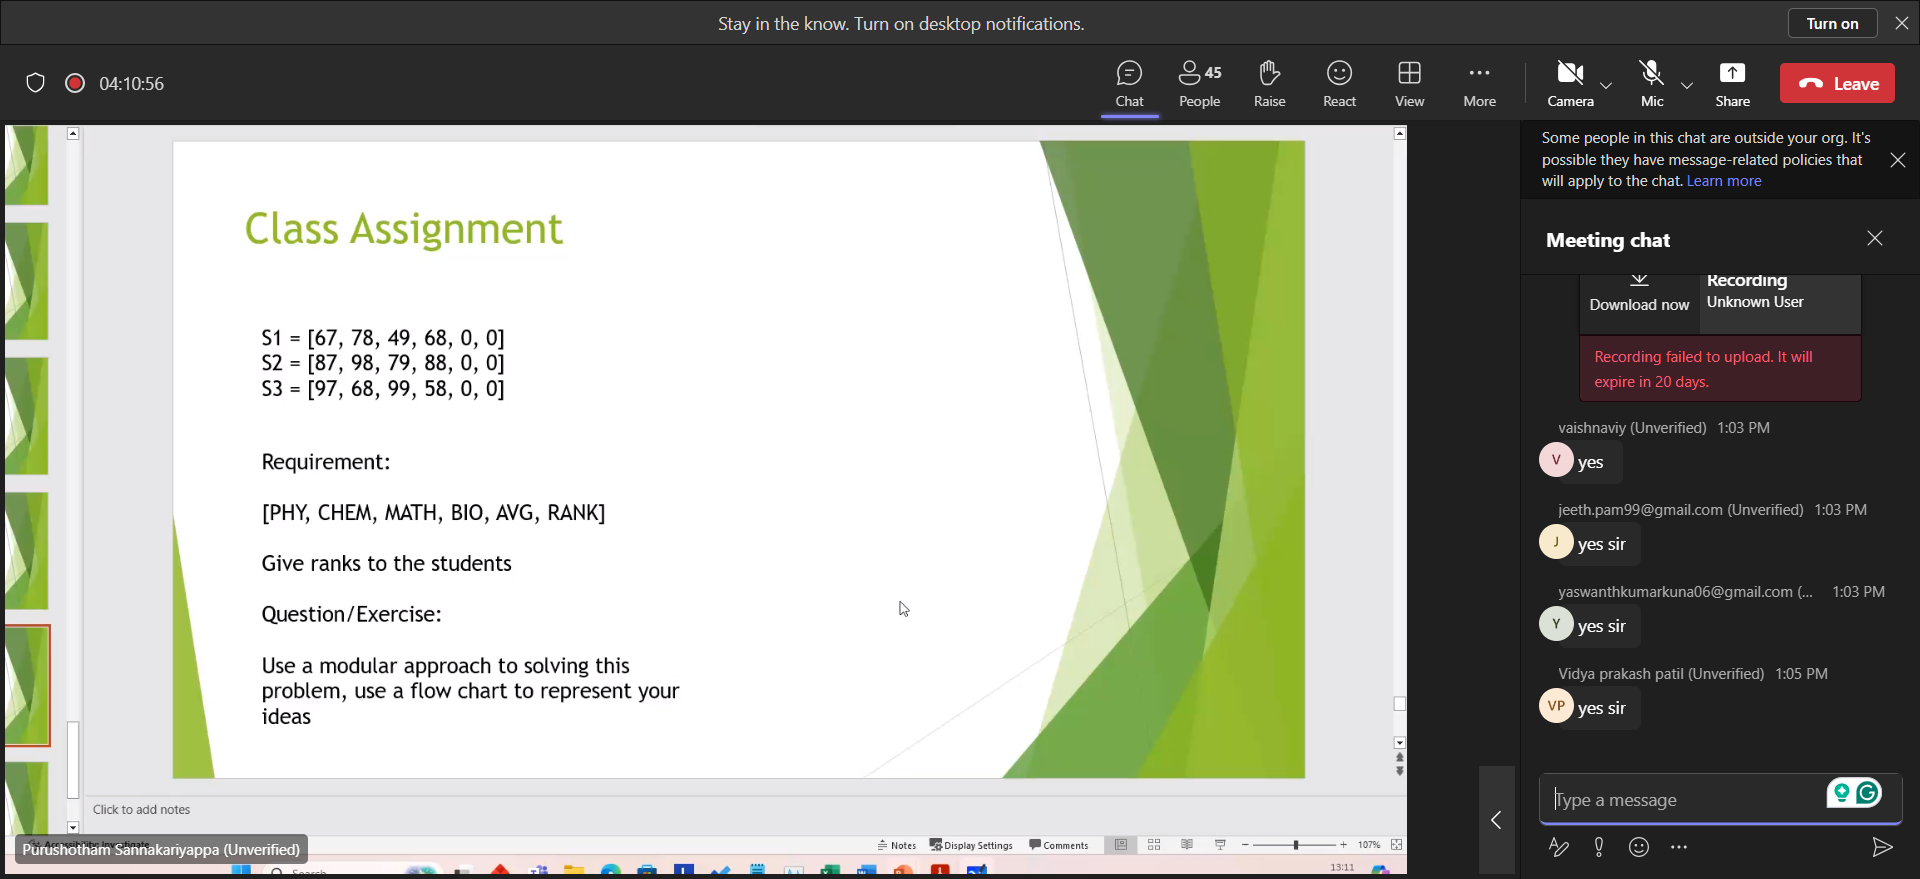 Stay in the know. Turn on desktop notifications.
Turn on
04:10:56
Chat
45
People
Raise
React
View
More
Camera
Mic
Share
Leave
Class Assignment
S1 = [67, 78, 49, 68, 0, 0]
S2 = [87, 98, 79, 88, 0, 0]
S3 = [97, 68, 99, 58, 0, 0]
Requirement:
[PHY, CHEM, MATH, BIO, AVG, RANK]
Give ranks to the students
Question/Exercise:
Use a modular approach to solving this
problem, use a flow chart to represent your
ideas
Click to add notes
Purushotham Sannakariyappa (Unverified)
Notes
Display Settings
Comments
107%
Search
13:11
Some people in this chat are outside your org. It's
possible they have message-related policies that
will apply to the chat. Learn more
Meeting chat
Download now
Recording
Unknown User
Recording failed to upload. It will
expire in 20 days.
vaishnaviy (Unverified) 1:03 PM
V
yes
jeeth.pam99@gmail.com (Unverified) 1:03 PM
J
yes sir
yaswanthkumarkuna06@gmail.com (... 1:03 PM
Y
yes sir
Vidya prakash patil (Unverified) 1:05 PM
VP
yes sir
Type a message